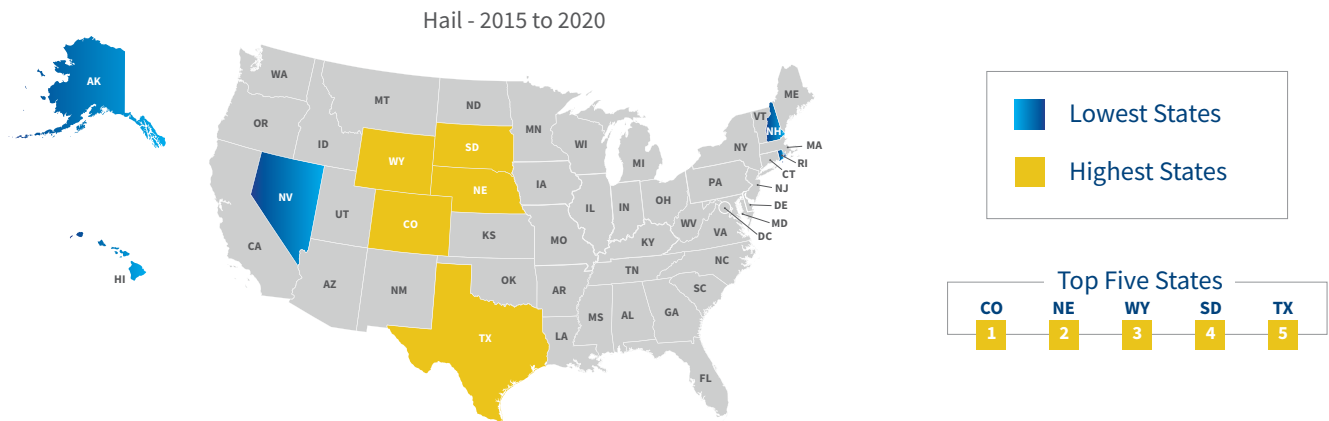 Hail - 2015 to 2020
AK
HI
WA
OR
CA
NV
ID
MT
WY
UT
AZ
CO
NM
ND
SD
NE
KS
OK
TX
MN
IA
MO
AR
LA
WI
IL
MI
IN
OH
KY
TN
MS
AL
GA
FL
SC
NC
VA
WV
PA
NY
VT
NH
ME
MA
RI
CT
NJ
DE
MD
DC
Lowest States
Highest States
Top Five States
CO NE WY SD TX
1 2 3 4 5